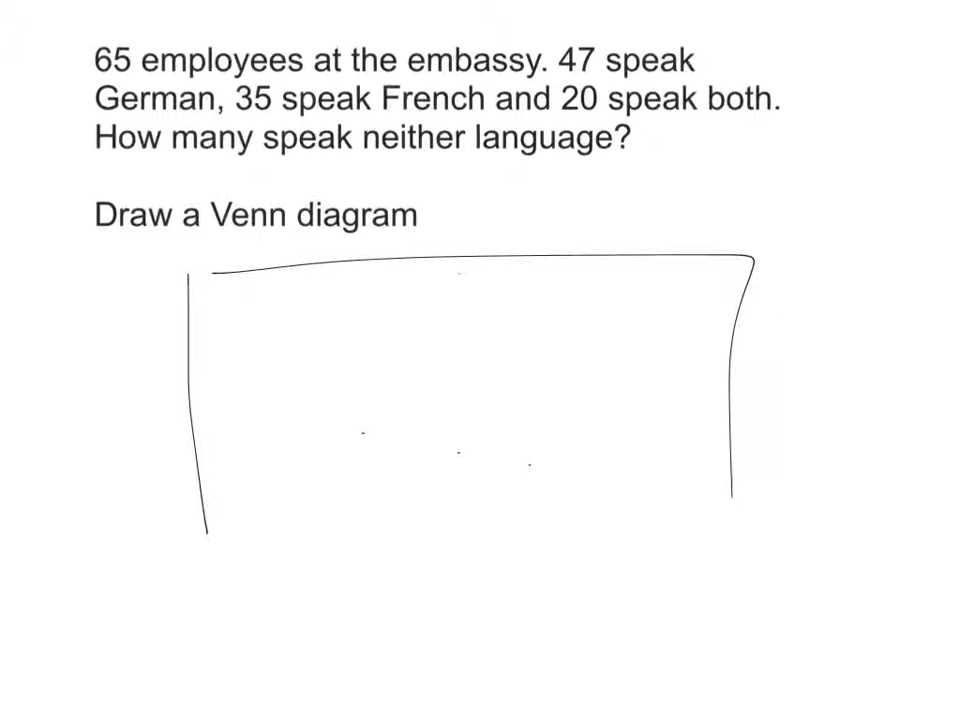 65 employees at the embassy. 47 speak
German, 35 speak French and 20 speak both.
How many speak neither language?
Draw a Venn diagram